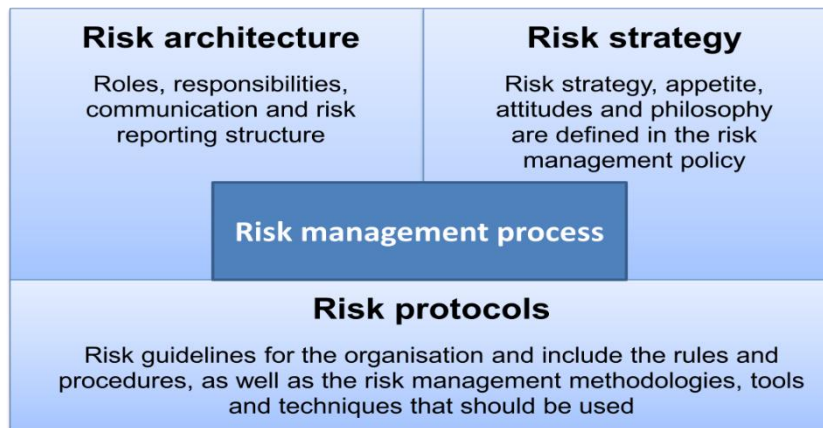 Risk architecture
Roles, responsibilities,
communication and risk
reporting structure
Risk strategy
Risk strategy, appetite,
attitudes and philosophy
are defined in the risk
management policy
Risk management process
Risk protocols
Risk guidelines for the organisation and include the rules and
procedures, as well as the risk management methodologies, tools
and techniques that should be used